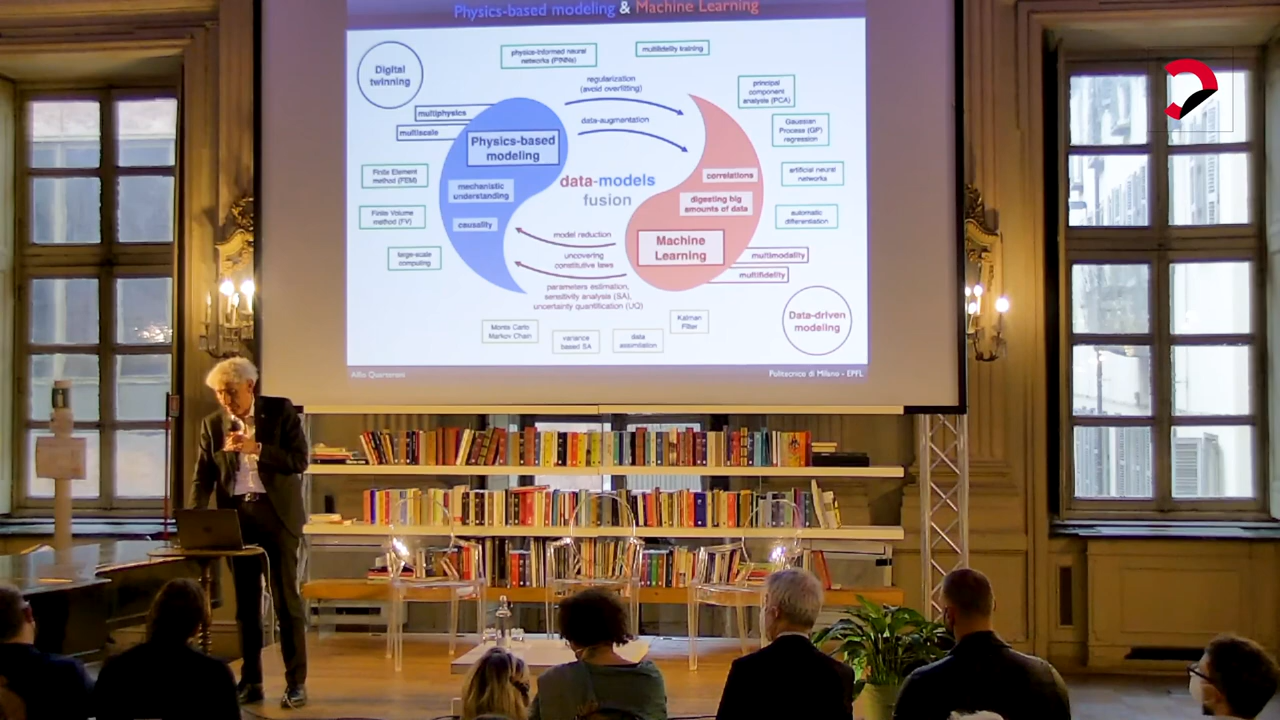 Physics-based modeling & Machine Learning
Digital
twinning
physics-informed neural
networks (PINNs)
multifidelity training
regularization
(avoid overfitting)
data-augmentation
principal
component
analysis (PCA)
Gaussian
Process (GP)
regression
multiphysics
multiscale
Physics-based
modeling
Finite Element
method (FEM)
mechanistic
understanding
data-models
fusion
correlations
artificial neural
networks
digesting big
amounts of data
Finite Volume
method (FV)
causality
automatic
differentiation
model reduction
Machine
Learning
large-scale
computing
uncovering
constitutive laws
multimodality
multifidelity
parameters estimation,
sensitivity analysis (SA),
uncertainty quantification (UQ)
Data-driven
modeling
Monte Carlo
Markov Chain
variance
based SA
data
assimilation
Kalman
Filter
Alfio Quarteroni
Politecnico di Milano - EPFL